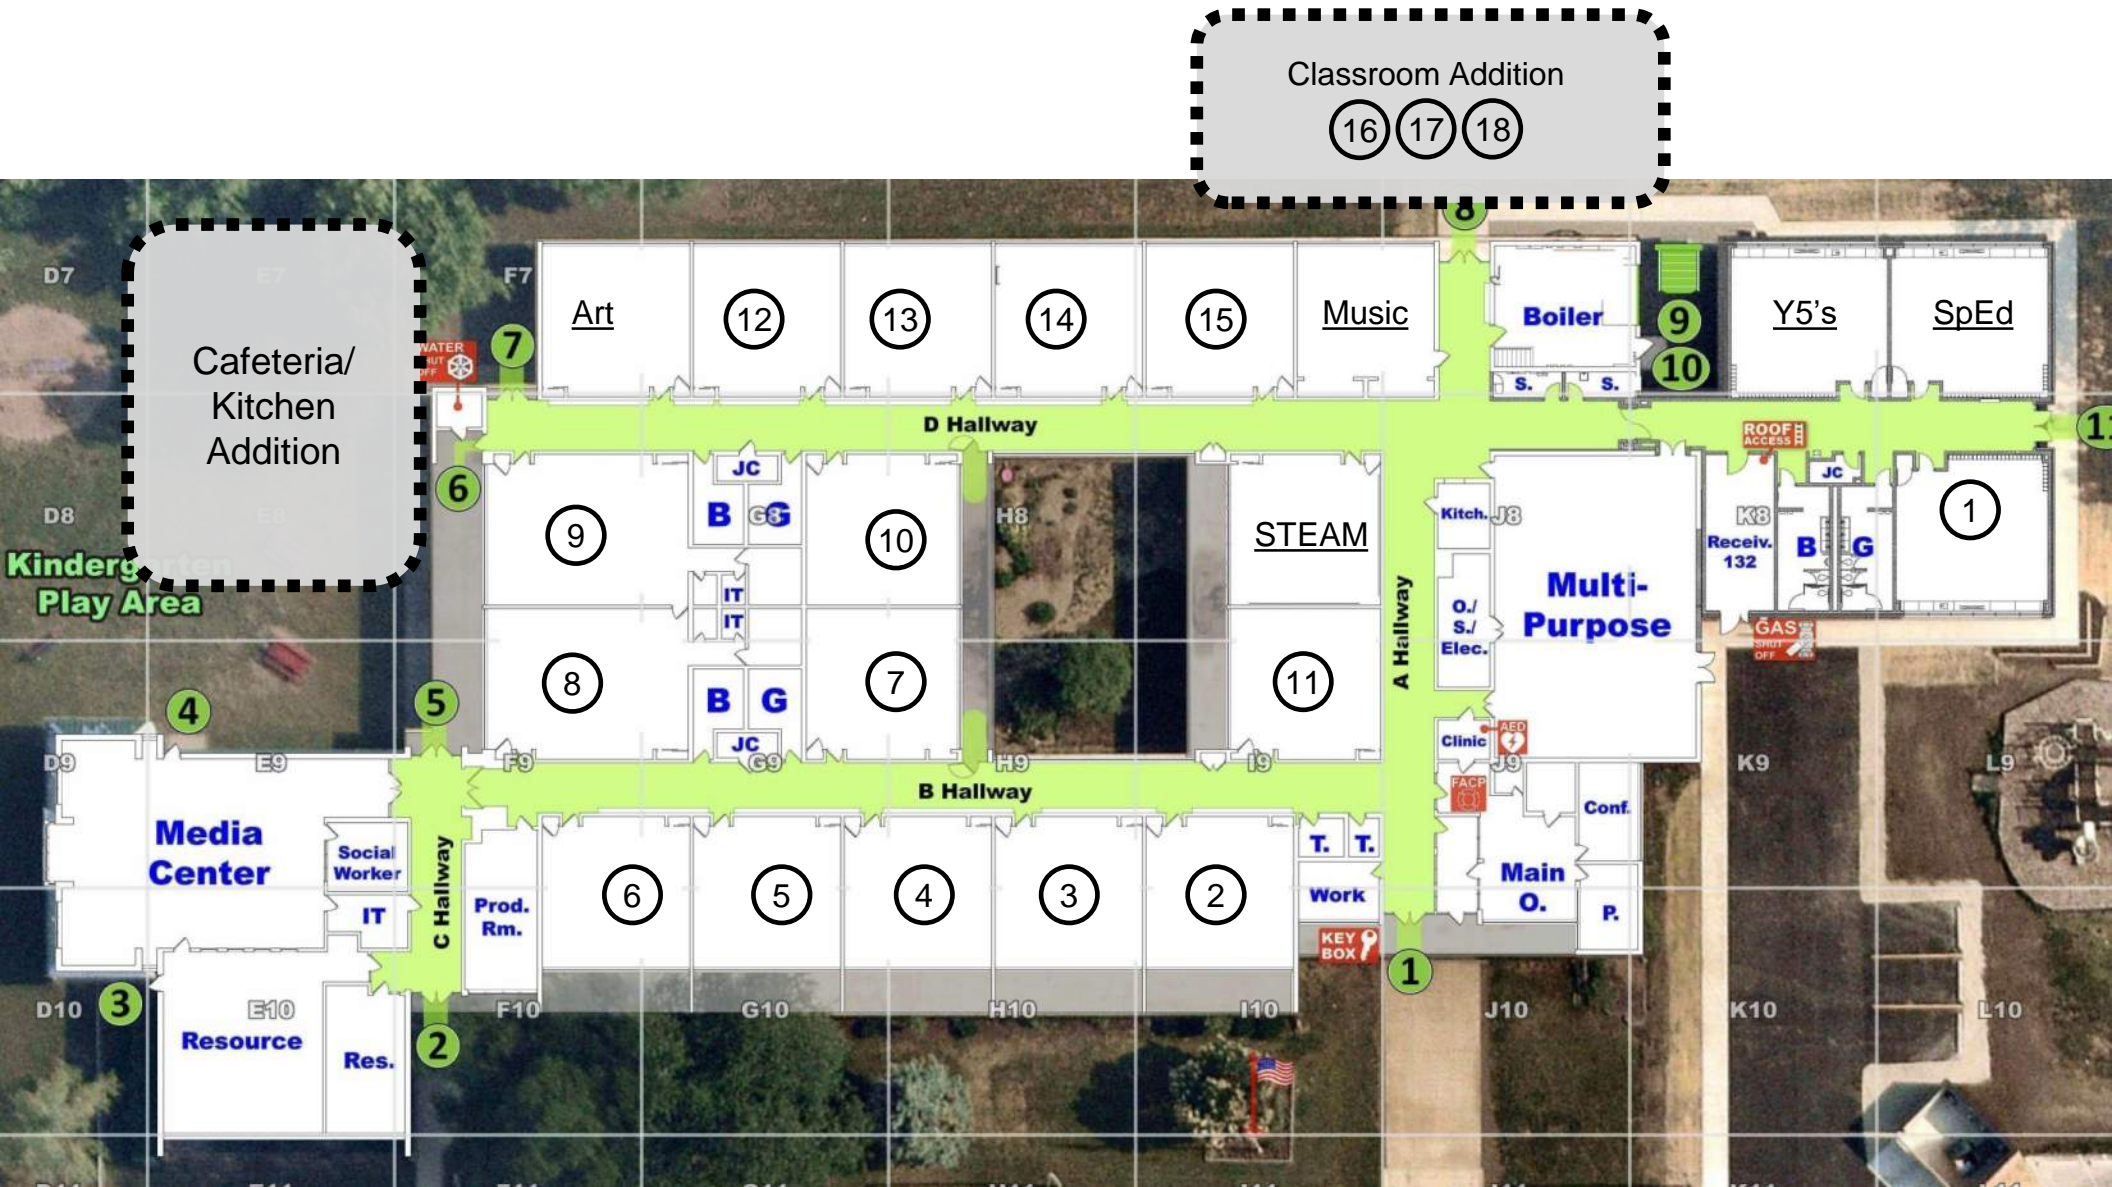 Classroom Addition
16 17 18
8
D7
E7
F7
Cafeteria/
Kitchen
Addition
WATER
SHUT
OFF
7
Art
12
13
14
15
Music
Boiler
S.
S.
9
10
Y5's
SpEd
D Hallway
ROOF
ACCESS
11
6
JC
B
G8
G
9
10
H8
STEAM
Kitch.
J8
K8
Receiv.
132
JC
B
G
1
D8
E8
Kindergarten
Play Area
IT
IT
O./
S./
Elec.
Multi-
Purpose
A Hallway
GAS
SHUT
OFF
8
B
G
7
11
JC
4
5
Clinic
AED
D9
E9
F9
G9
H9
I9
J9
K9
L9
B Hallway
FACP
Conf.
Media
Center
Social
Worker
IT
C Hallway
Prod.
Rm.
6
5
4
3
2
T.
T.
Work
Main
O.
P.
KEY
BOX
1
3
D10
E10
F10
G10
H10
I10
J10
K10
L10
Resource
Res.
2